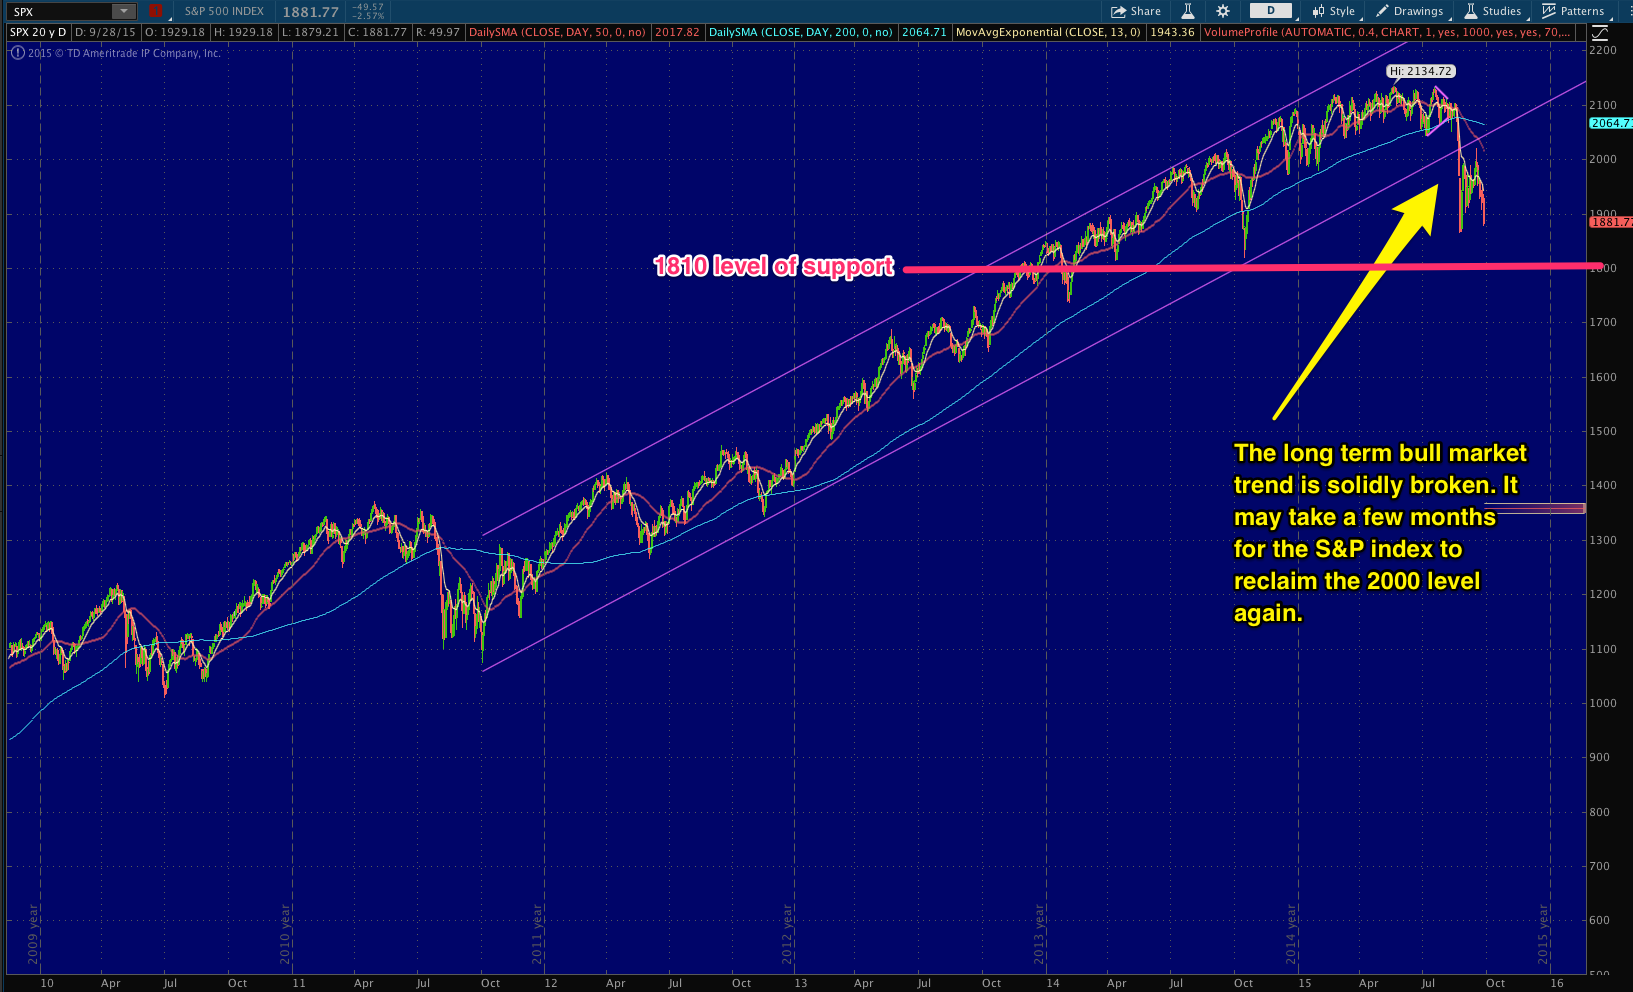 SPX
1
S&P 500 INDEX
1881.77
-49.57
-2.57%
Share
D
Style
Drawings
Studies
Patterns
SPX 20 y D
D: 9/28/15
O: 1929.18
H: 1929.18
L: 1879.21
C: 1881.77
R: 49.97
DailySMA (CLOSE, DAY, 50, 0, no)
2017.82
DailySMA (CLOSE, DAY, 200, 0, no)
2064.71
MovAvgExponential (CLOSE, 13, 0)
1943.36
VolumeProfile (AUTOMATIC, 0.4, CHART, 1, yes, 1000, yes, yes, yes, 70,...
2015 © TD Ameritrade IP Company, Inc.
Hi: 2134.72
2200
2100
2064.71
2000
1900
1881.77
1800
1700
1600
1500
1400
1300
1200
1100
1000
900
800
700
600
500
1810 level of support
The long term bull market
trend is solidly broken. It
may take a few months
for the S&P index to
reclaim the 2000 level
again.
2009 year
2010 year
2011 year
2012 year
2013 year
2014 year
2015 year
10 Apr Jul Oct 11 Apr Jul Oct 12 Apr Jul Oct 13 Apr Jul Oct 14 Apr Jul Oct 15 Apr Jul Oct 16